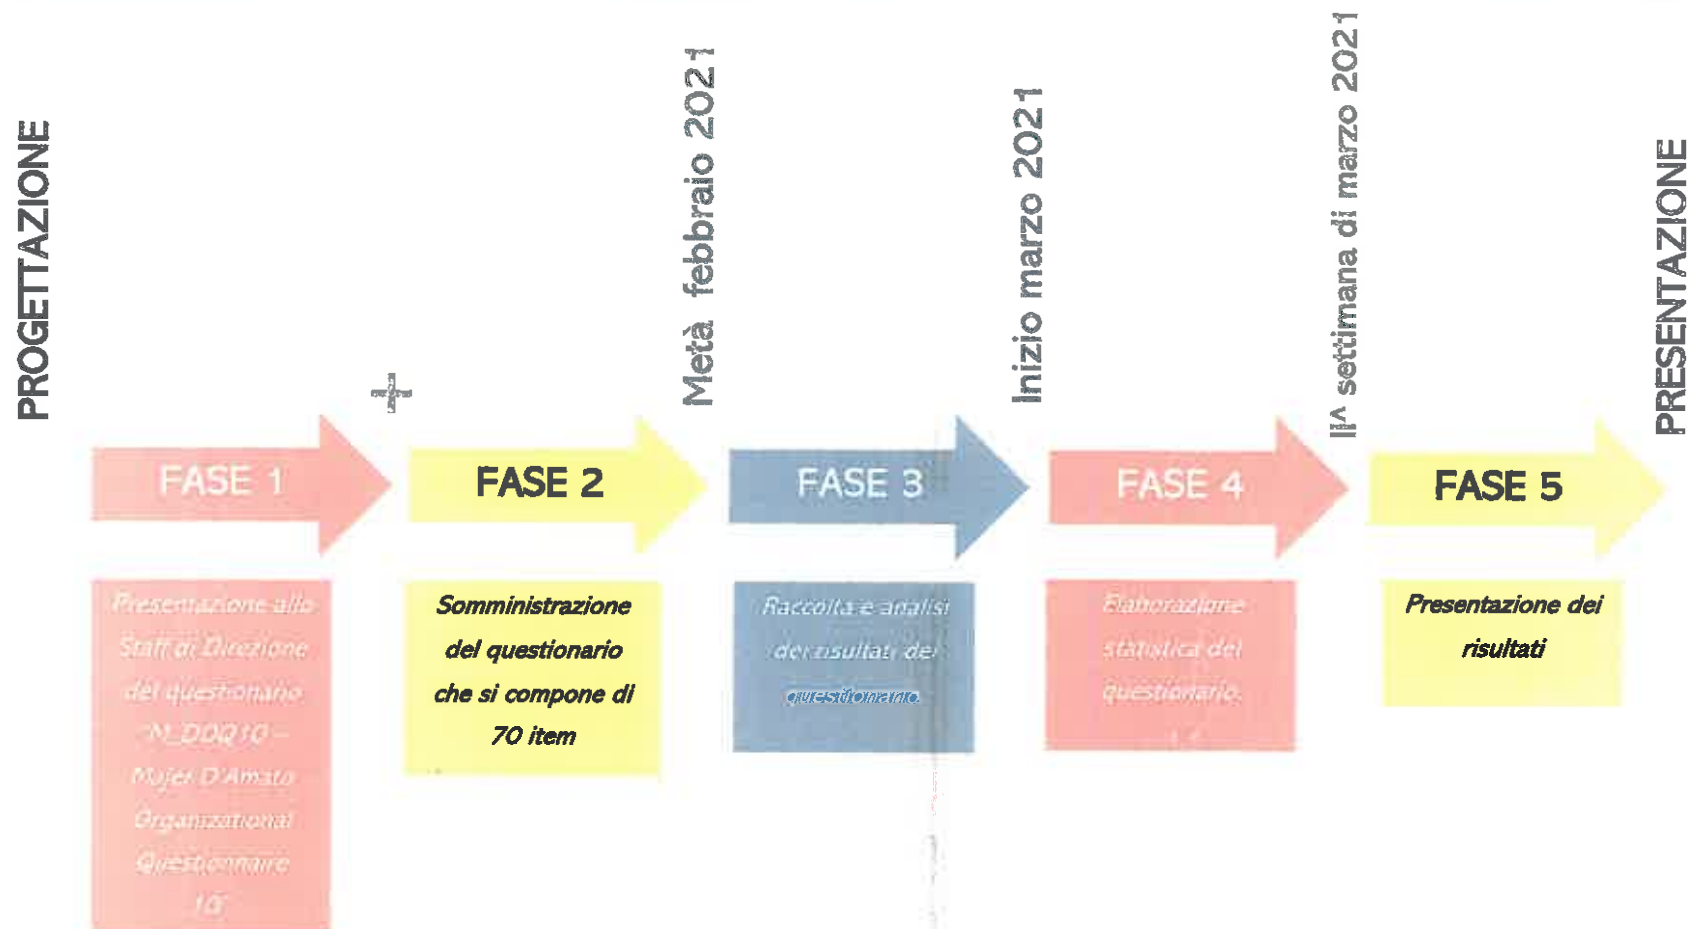 PROGETTAZIONE
Metà febbraio 2021
Inizio marzo 2021
II^ settimana di marzo 2021
PRESENTAZIONE
+
FASE 1
FASE 2
FASE 3
FASE 4
FASE 5
Presentazione allo
Staff di Direzione
del questionario
M_DOQ10 –
Majer D'Amato
Organizational
Questionnaire
10
Somministrazione
del questionario
che si compone di
70 item
Raccolta e analisi
dei risultati del
questionario.
Elaborazione
statistica del
questionario.
Presentazione dei
risultati